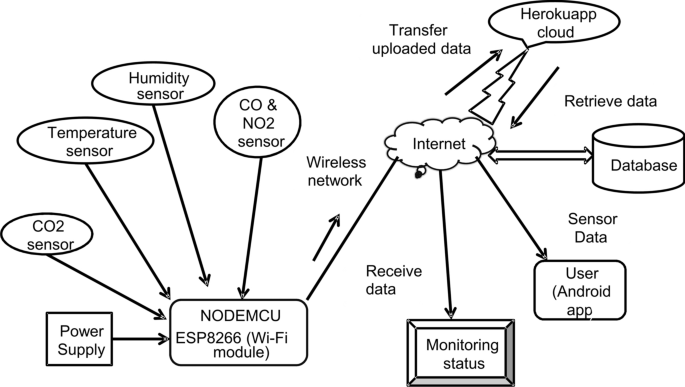 Transfer
uploaded data
Herokuapp
cloud
Humidity
sensor
CO &
NO2
sensor
Retrieve data
Temperature
sensor
Internet
Wireless
network
Database
CO2
sensor
Sensor
Data
Receive
data
User
(Android
app
NODEMCU
ESP8266 (Wi-Fi
module)
Power
Supply
Monitoring
status